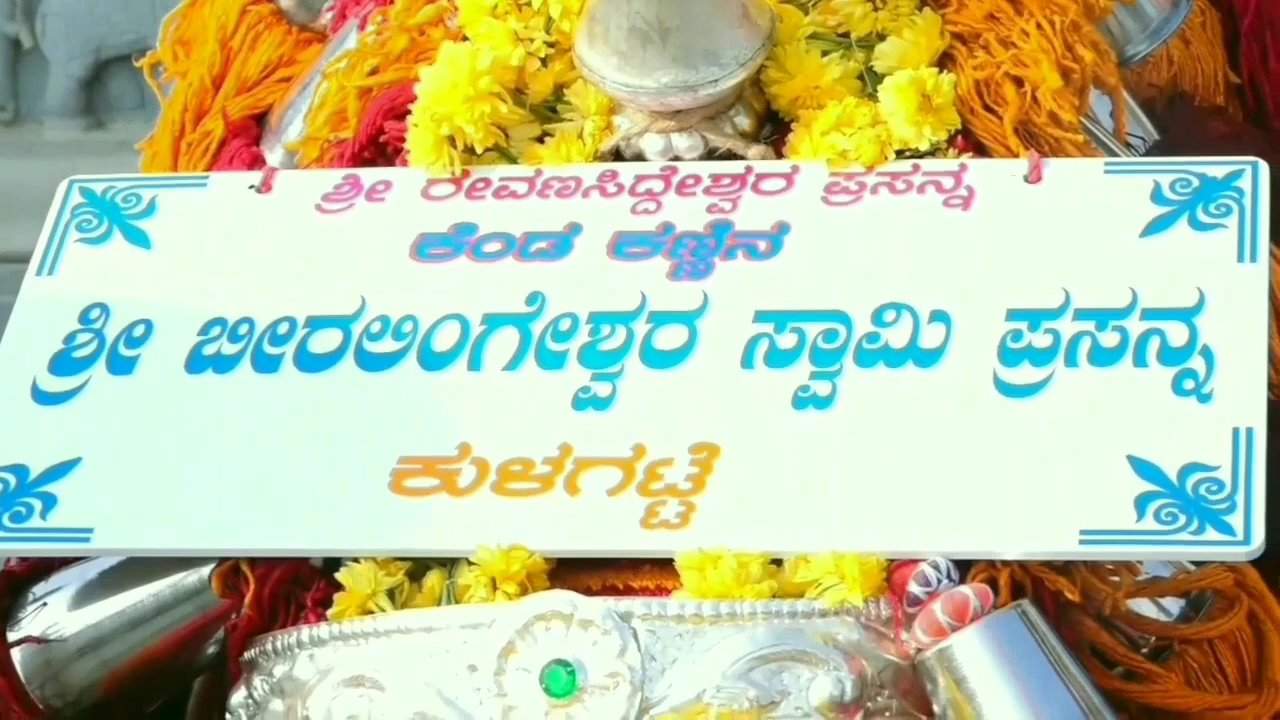 ಶ್ರೀ ರೇವಣಸಿದ್ದೇಶ್ವರ ಪ್ರಸನ್ನ
ಕೆಂಡ ಕಣ್ಣಿನ
ಶ್ರೀ ಬೀರಲಿಂಗೇಶ್ವರ ಸ್ವಾಮಿ ಪ್ರಸನ್ನ
ಕುಳಗಟ್ಟೆ